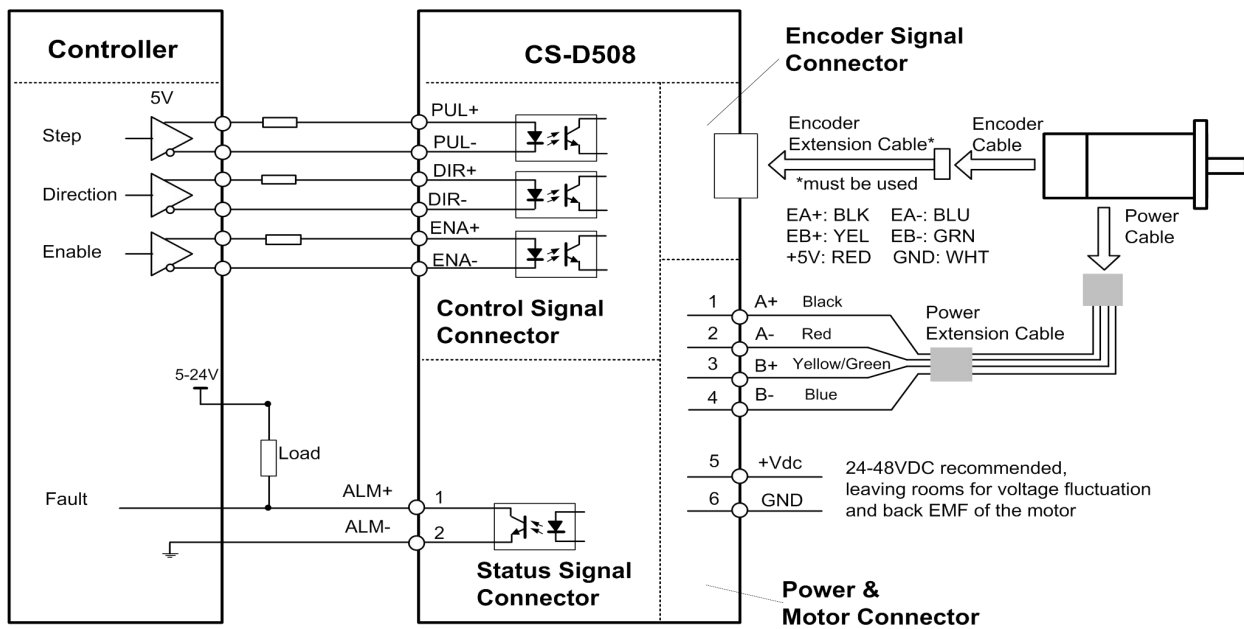 Controller
5V
Step
Direction
Enable
5-24V
Load
Fault
CS-D508
PUL+
PUL-
DIR+
DIR-
ENA+
ENA-
Control Signal
Connector
ALM+
1
ALM-
2
Status Signal
Connector
Encoder Signal
Connector
Encoder
Extension Cable*
*must be used
Encoder
Cable
EA+: BLK EA-: BLU
EB+: YEL EB-: GRN
+5V: RED GND: WHT
Power
Cable
1 A+ Black
2 A- Red
3 B+ Yellow/Green
4 B- Blue
Power
Extension Cable
5 +Vdc
6 GND
24-48VDC recommended,
leaving rooms for voltage fluctuation
and back EMF of the motor
Power &
Motor Connector